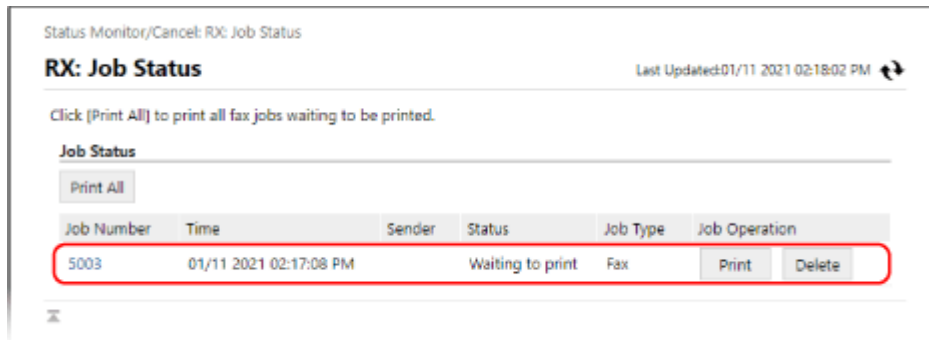 Status Monitor/Cancel: RX: Job Status
RX: Job Status Last Updated:01/11 2021 02:18:02 PM
Click [Print All] to print all fax jobs waiting to be printed.
Job Status
Print All
Job Number Time Sender Status Job Type Job Operation
5003 01/11 2021 02:17:08 PM Waiting to print Fax Print Delete